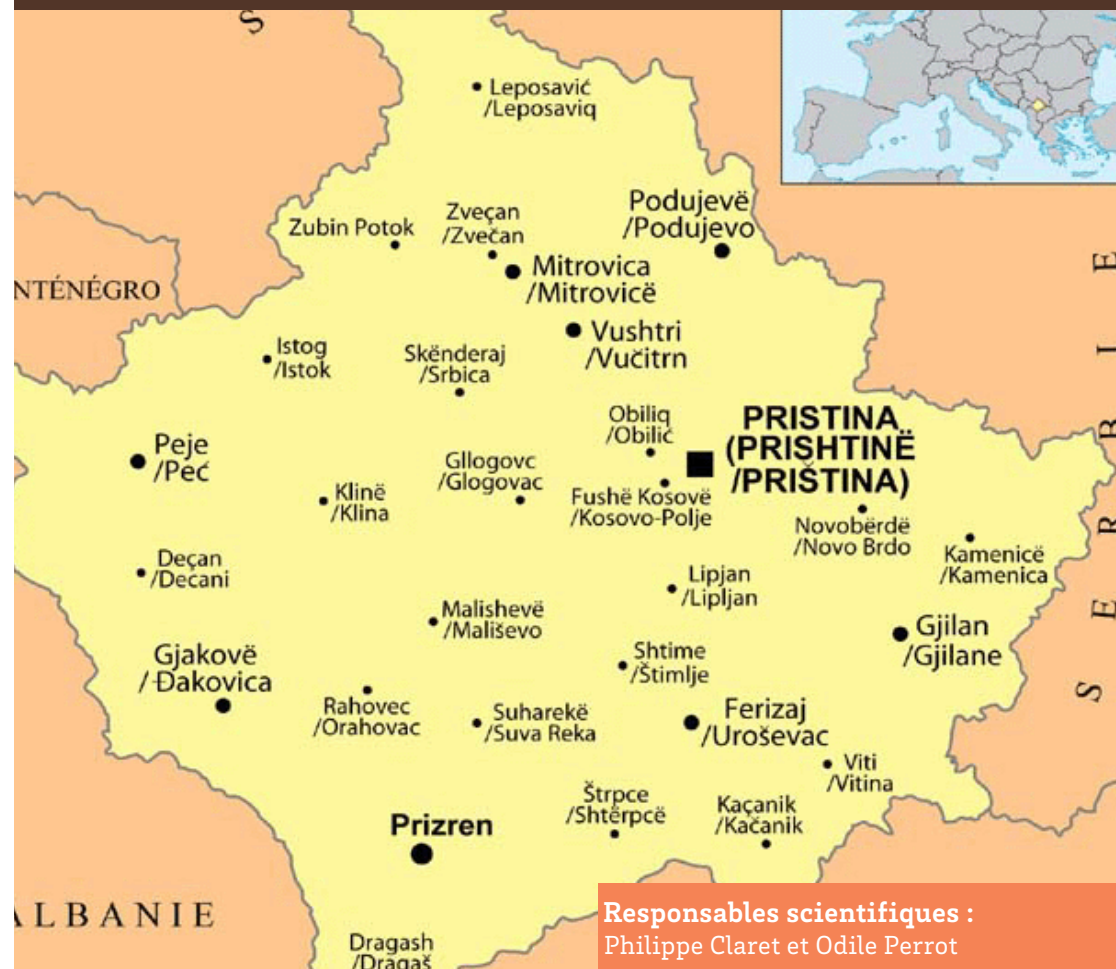 S
Leposavić
/Leposaviq
Podujevë
/Podujevo
Zveçan
/Zvečan
Zubin Potok
Mitrovica
/Mitrovicë
NTÉNÉGRO
Vushtri
/Vučitrn
Istog
/Istok
Skënderaj
/Srbica
Obiliq
/Obilić
PRISTINA
(PRISHTINË
/PRIŠTINA)
Peje
/Peć
Gllogovc
/Glogovac
Klinë
/Klina
Fushë Kosovë
/Kosovo-Polje
Novobërdë
/Novo Brdo
Kamenicë
/Kamenica
Deçan
/Decani
Lipjan
/Lipljan
Malishevë
/Mališevo
Gjilan
/Gjilane
Gjakovë
/Đakovica
Shtime
/Štimlje
Rahovec
/Orahovac
Suharekë
/Suva Reka
Ferizaj
/Uroševac
Viti
/Vitina
Štrpce
/Shtërpcë
Kaçanik
/Kačanik
Prizren
SERBIE
ALBANIE
Dragash
/Dragaš
Responsables scientifiques :
Philippe Claret et Odile Perrot